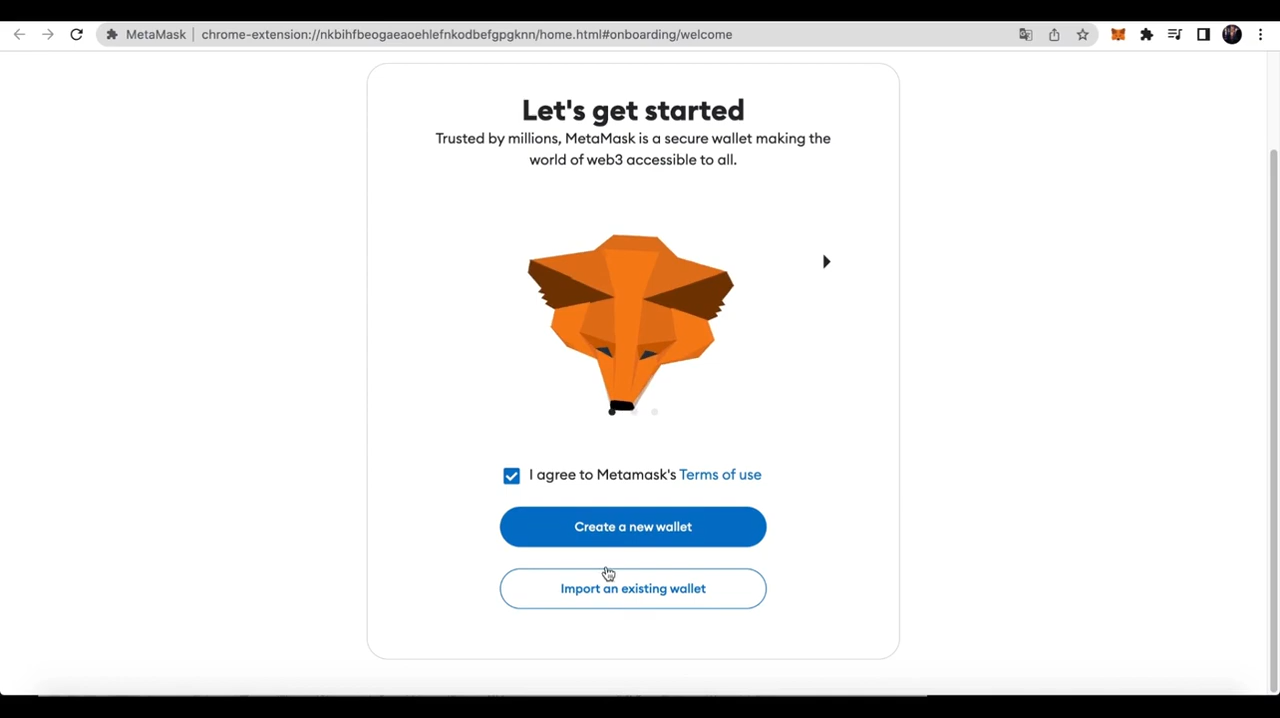 MetaMask | chrome-extension://nkbihfbeogaeaoehlefnkodbefgpgknn/home.html#onboarding/welcome
Let's get started
Trusted by millions, MetaMask is a secure wallet making the
world of web3 accessible to all.
I agree to Metamask's Terms of use
Create a new wallet
Import an existing wallet